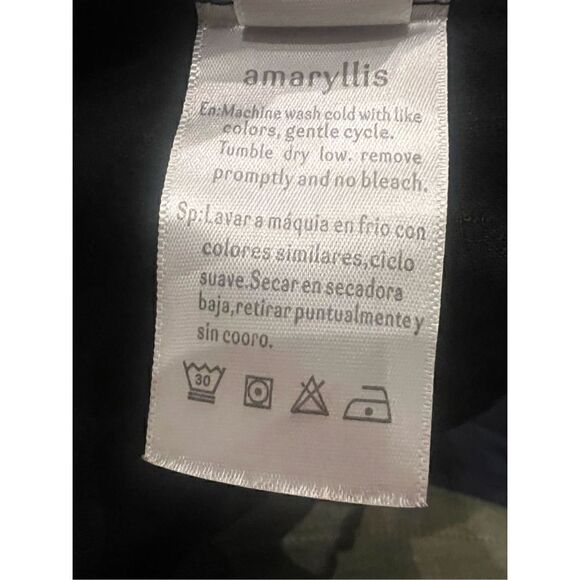 amaryllis
En:Machine wash cold with like
colors, gentle cycle.
Tumble dry low. remove
promptly and no bleach.
Sp:Lavar a máquia en frio con
colores similares,ciclo
suave.Secar en secadora
baja,retirar puntualmente y
sin cooro.
30